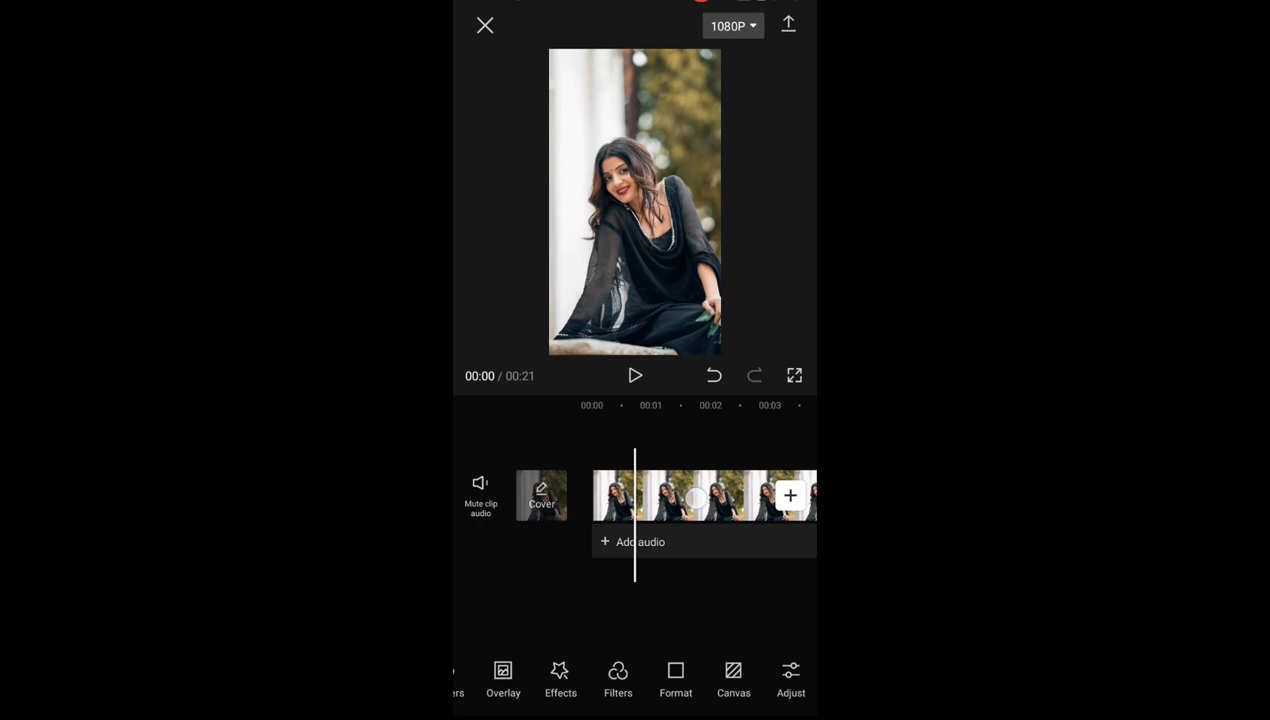 1080P
00:00 / 00:21
00:00 00:01 00:02 00:03
Mute clip
audio
Cover
+
+ Add audio
ers
Overlay
Effects
Filters
Format
Canvas
Adjust